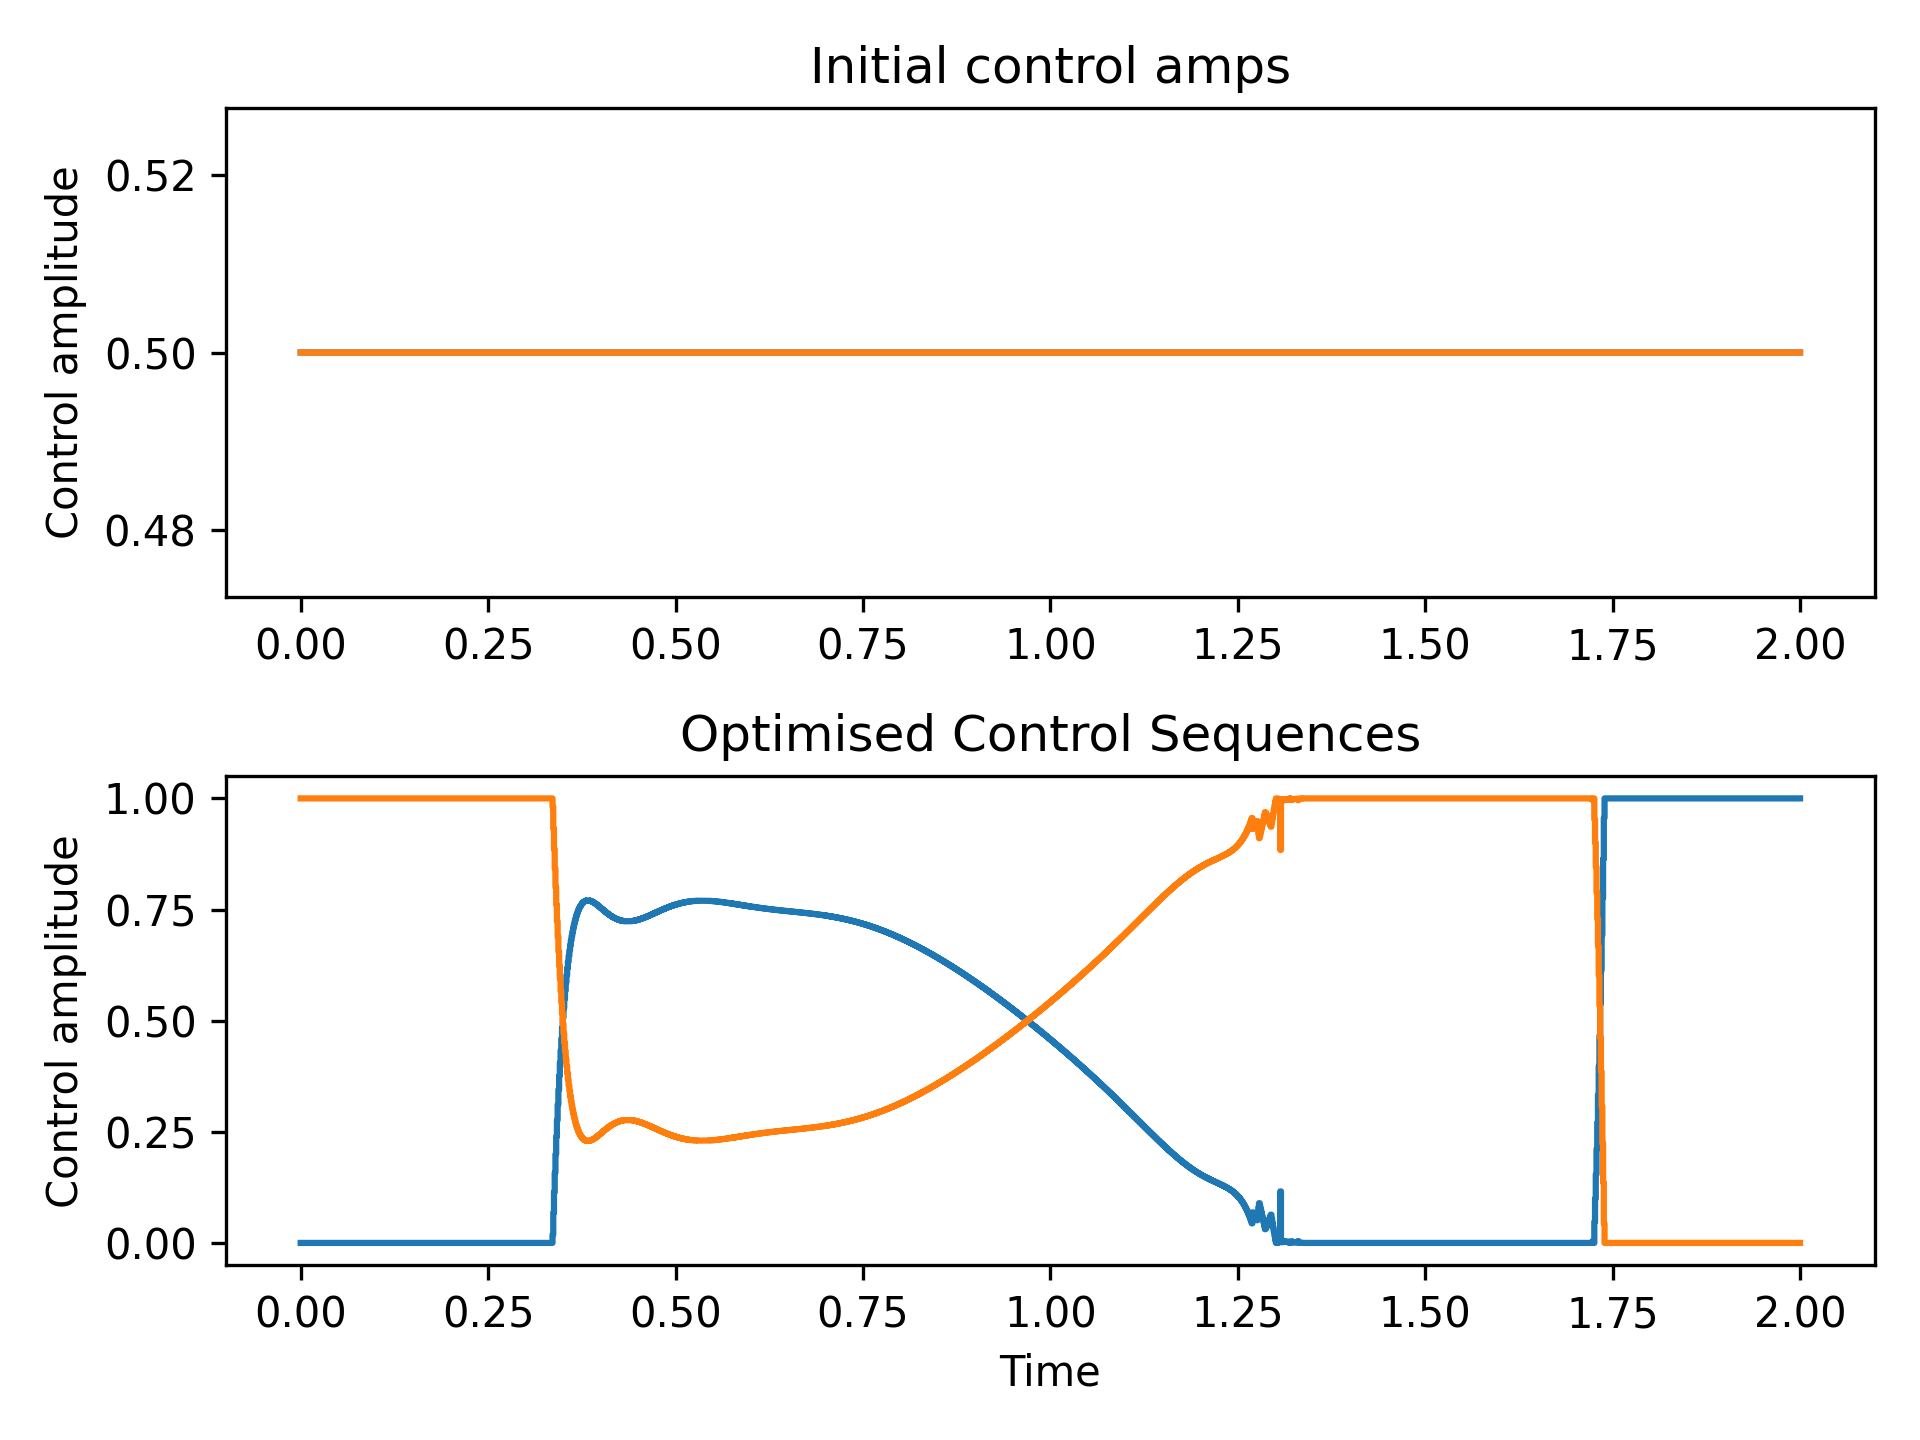 Initial control amps
Control amplitude
0.52
0.50
0.48
0.00 0.25 0.50 0.75 1.00 1.25 1.50 1.75 2.00
Optimised Control Sequences
Control amplitude
1.00
0.75
0.50
0.25
0.00
0.00 0.25 0.50 0.75 1.00 1.25 1.50 1.75 2.00
Time